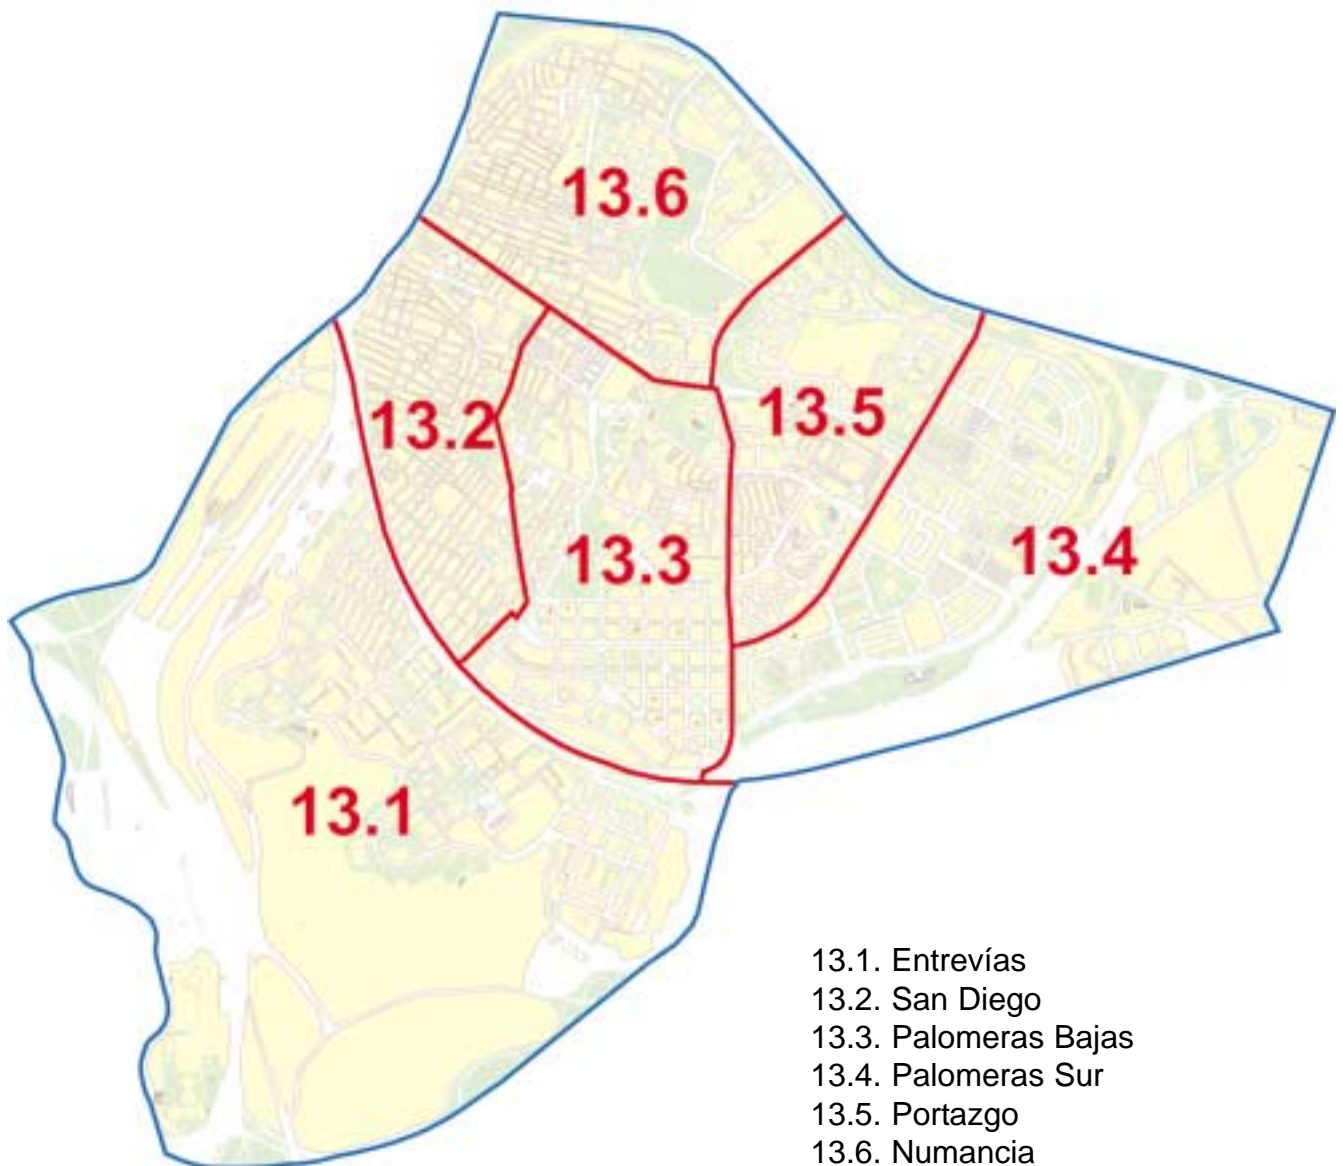 13.6
13.2
13.5
13.3
13.4
13.1
13.1. Entrevías
13.2. San Diego
13.3. Palomeras Bajas
13.4. Palomeras Sur
13.5. Portazgo
13.6. Numancia